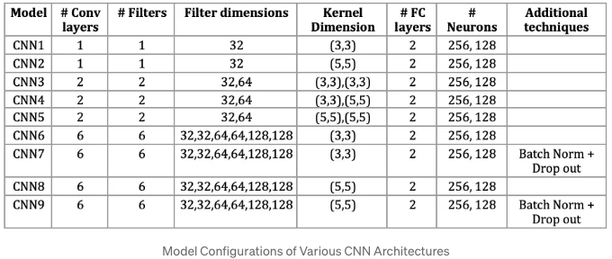 Model # Conv layers # Filters Filter dimensions Kernel Dimension # FC layers # Neurons Additional techniques
CNN1 1 1 32 (3,3) 2 256, 128
CNN2 1 1 32 (5,5) 2 256, 128
CNN3 2 2 32,64 (3,3),(3,3) 2 256, 128
CNN4 2 2 32,64 (3,3),(5,5) 2 256, 128
CNN5 2 2 32,64 (5,5),(5,5) 2 256, 128
CNN6 6 6 32,32,64,64,128,128 (3,3) 2 256, 128
CNN7 6 6 32,32,64,64,128,128 (3,3) 2 256, 128 Batch Norm + Drop out
CNN8 6 6 32,32,64,64,128,128 (5,5) 2 256, 128
CNN9 6 6 32,32,64,64,128,128 (5,5) 2 256, 128 Batch Norm + Drop out
Model Configurations of Various CNN Architectures